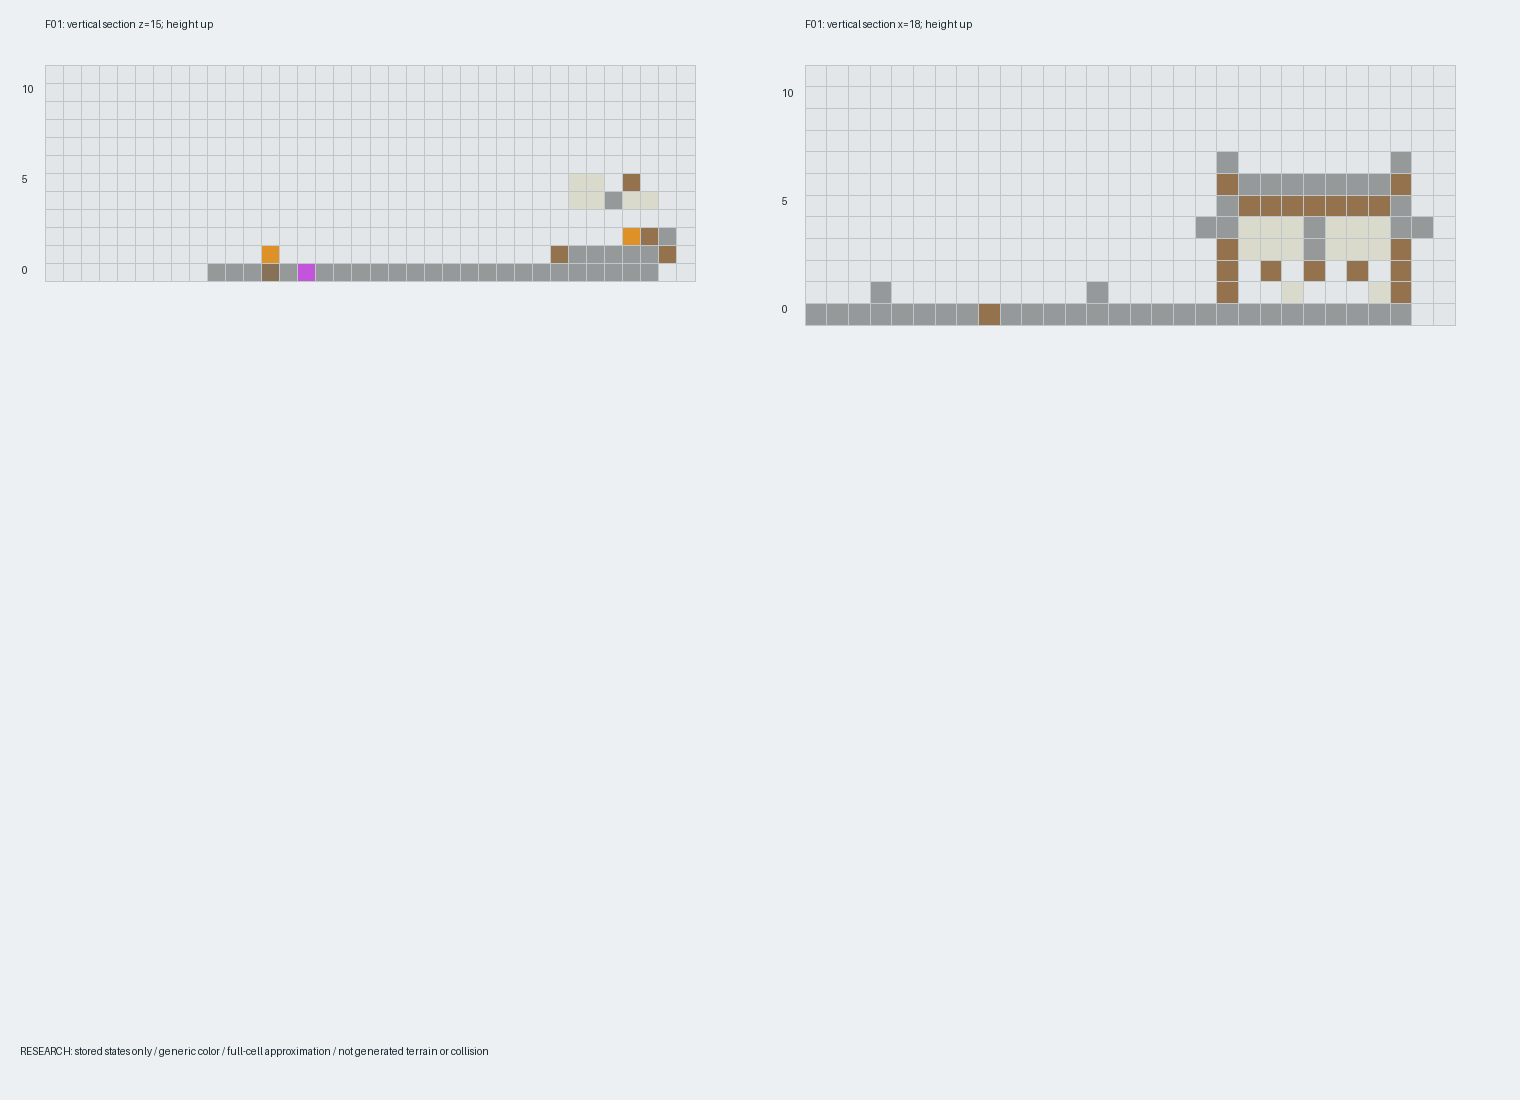 F01: vertical section z=15; height up
F01: vertical section x=18; height up
10
5
0
10
5
0
RESEARCH: stored states only / generic color / full-cell approximation / not generated terrain or collision